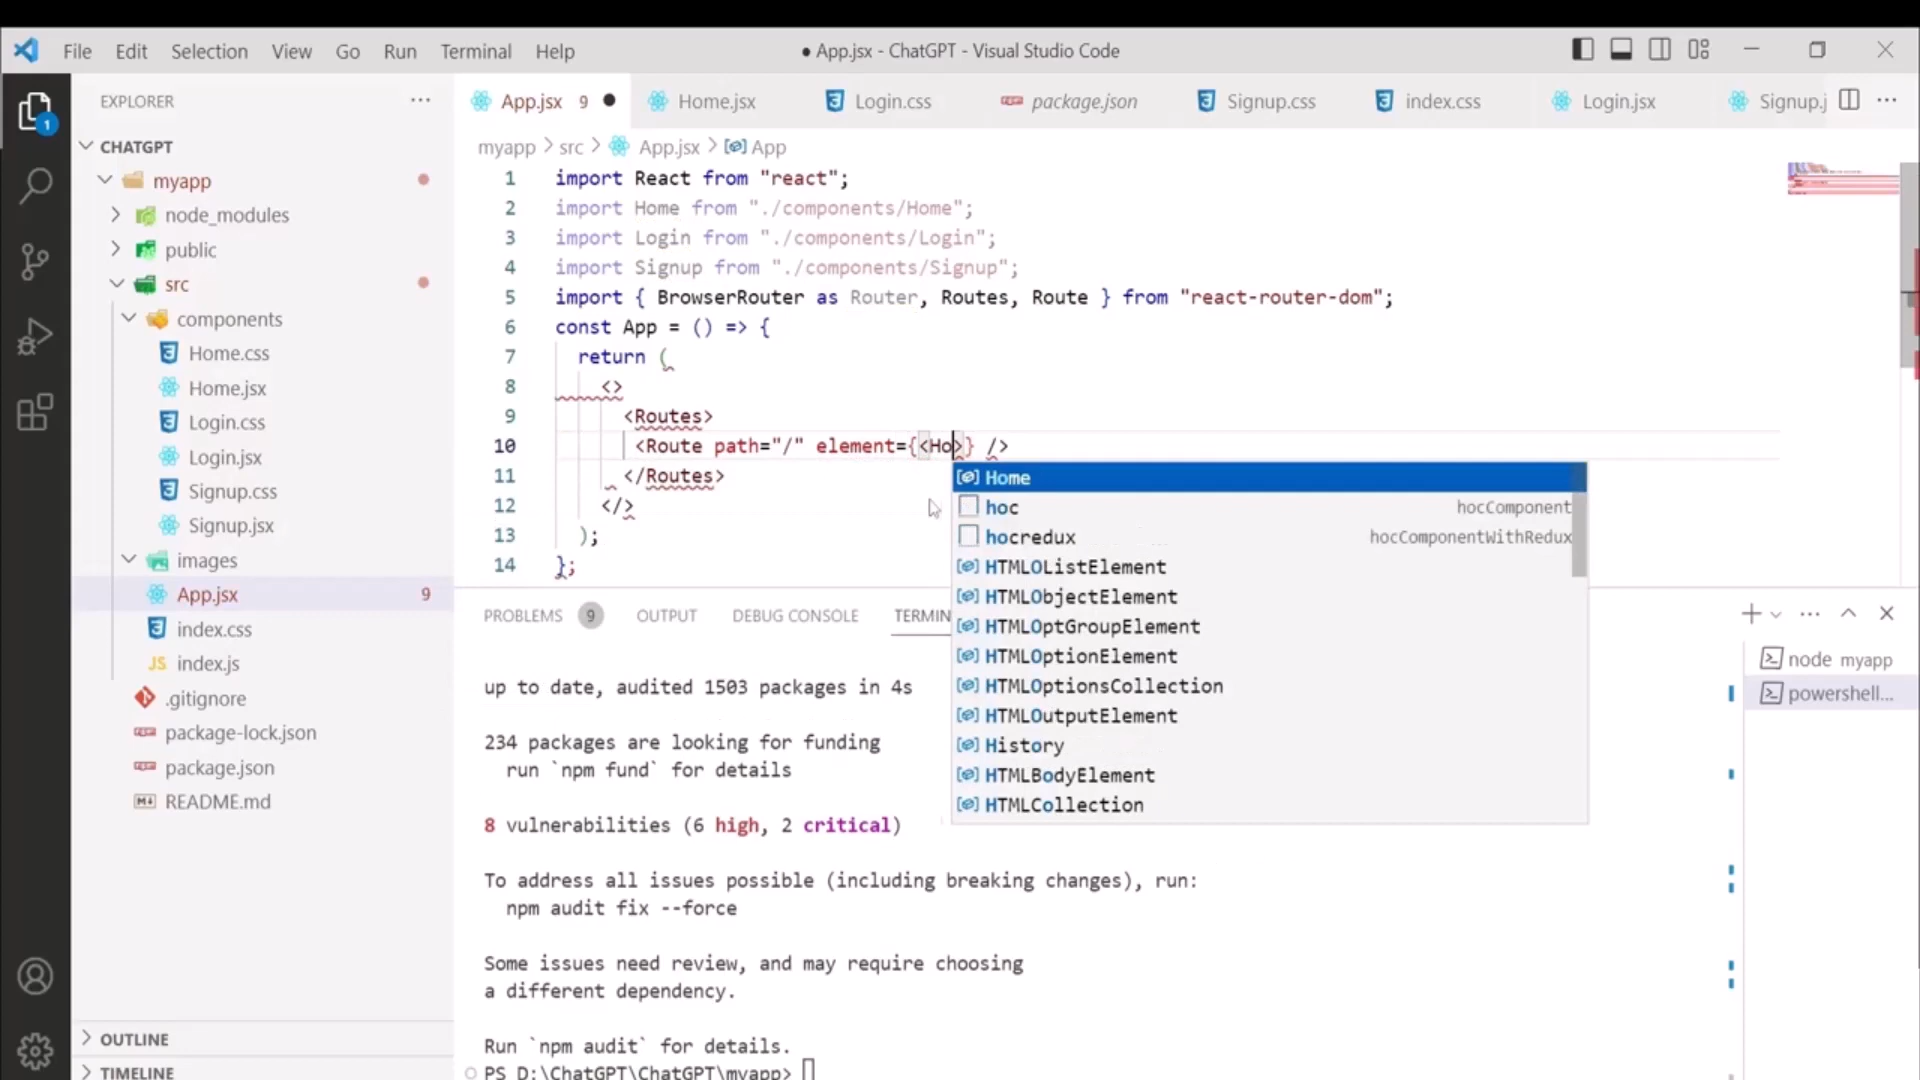 File Edit Selection View Go Run Terminal Help
● App.jsx - ChatGPT - Visual Studio Code
EXPLORER
1
CHATGPT
myapp
node_modules
public
src
components
Home.css
Home.jsx
Login.css
Login.jsx
Signup.css
Signup.jsx
images
App.jsx 9
index.css
JS index.js
.gitignore
package-lock.json
package.json
README.md
OUTLINE
TIMELINE
App.jsx 9 Home.jsx Login.css package.json Signup.css index.css Login.jsx Signup.j
myapp > src > App.jsx > App
1 import React from "react";
2 import Home from "./components/Home";
3 import Login from "./components/Login";
4 import Signup from "./components/Signup";
5 import { BrowserRouter as Router, Routes, Route } from "react-router-dom";
6 const App = () => {
7 return (
8 <>
9 <Routes>
10 <Route path="/" element={<Ho>} />
11 </Routes>
12 </>
13 );
14 };
Home
hoc hocComponent
hocredux hocComponentWithRedux
HTMLOListElement
HTMLObjectElement
HTMLOptGroupElement
HTMLOptionElement
HTMLOptionsCollection
HTMLOutputElement
History
HTMLBodyElement
HTMLCollection
PROBLEMS 9 OUTPUT DEBUG CONSOLE TERMIN
up to date, audited 1503 packages in 4s
234 packages are looking for funding
run `npm fund` for details
8 vulnerabilities (6 high, 2 critical)
To address all issues possible (including breaking changes), run:
npm audit fix --force
Some issues need review, and may require choosing
a different dependency.
Run `npm audit` for details.
PS D:\ChatGPT\ChatGPT\myapp>
node myapp
powershell...